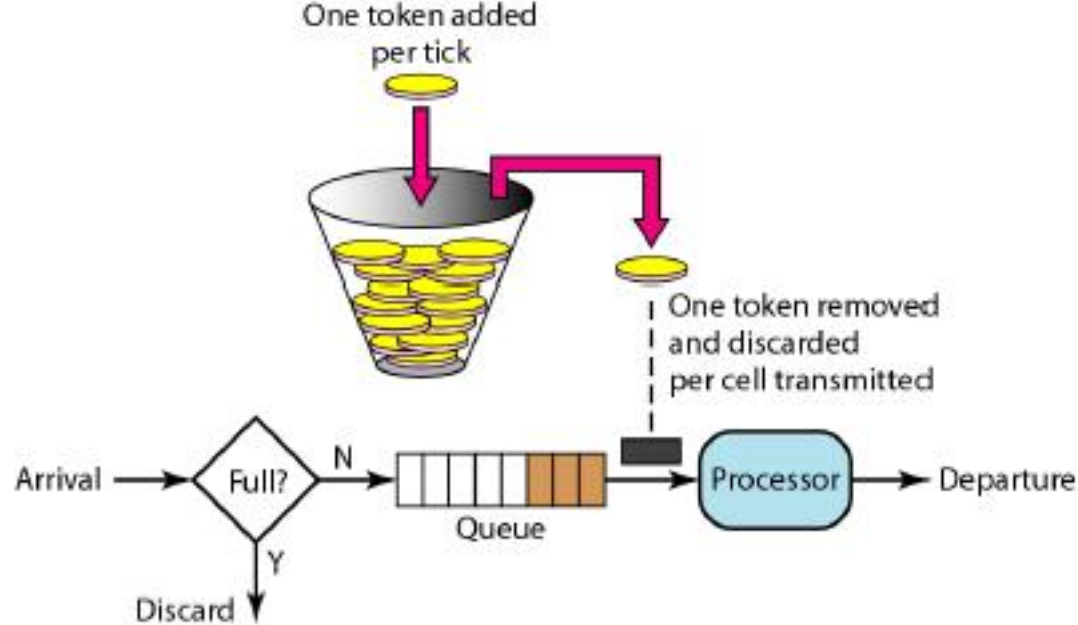 One token added
per tick
One token removed
and discarded
per cell transmitted
Arrival
Full?
N
Processor
Departure
Queue
Y
Discard